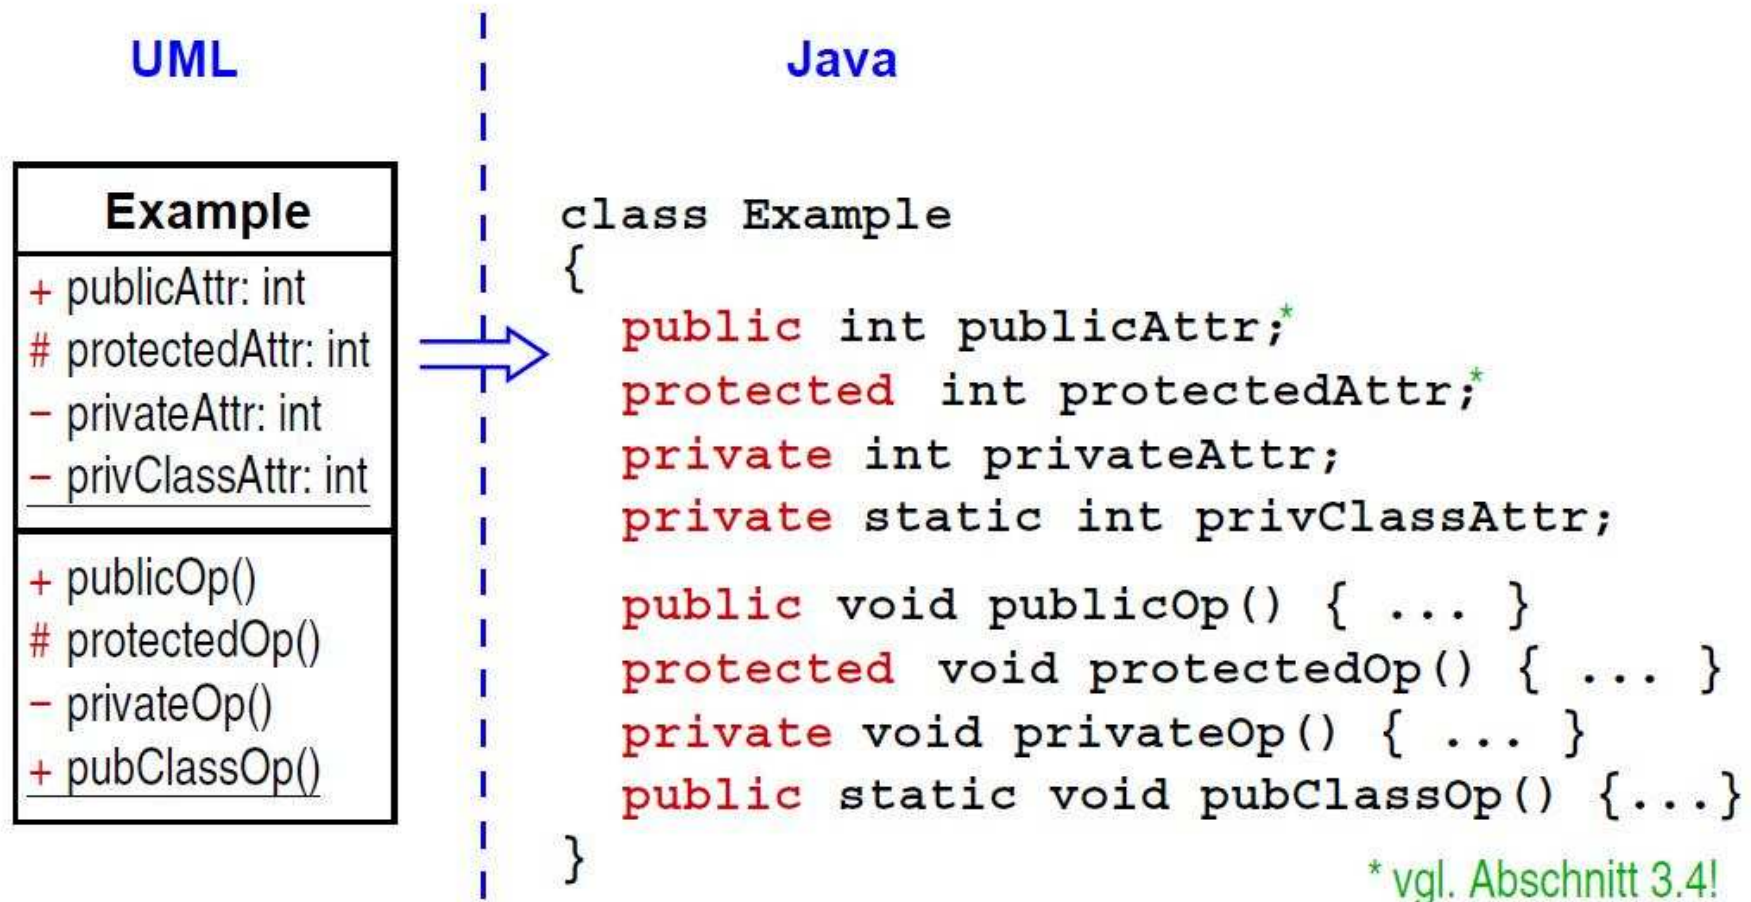 UML
Example
+ publicAttr: int
# protectedAttr: int
– privateAttr: int
– privClassAttr: int
+ publicOp()
# protectedOp()
– privateOp()
+ pubClassOp()
Java
class Example
{
public int publicAttr;*
protected int protectedAttr;*
private int privateAttr;
private static int privClassAttr;
public void publicOp() { ... }
protected void protectedOp() { ... }
private void privateOp() { ... }
public static void pubClassOp() {...}
}
* vgl. Abschnitt 3.4!